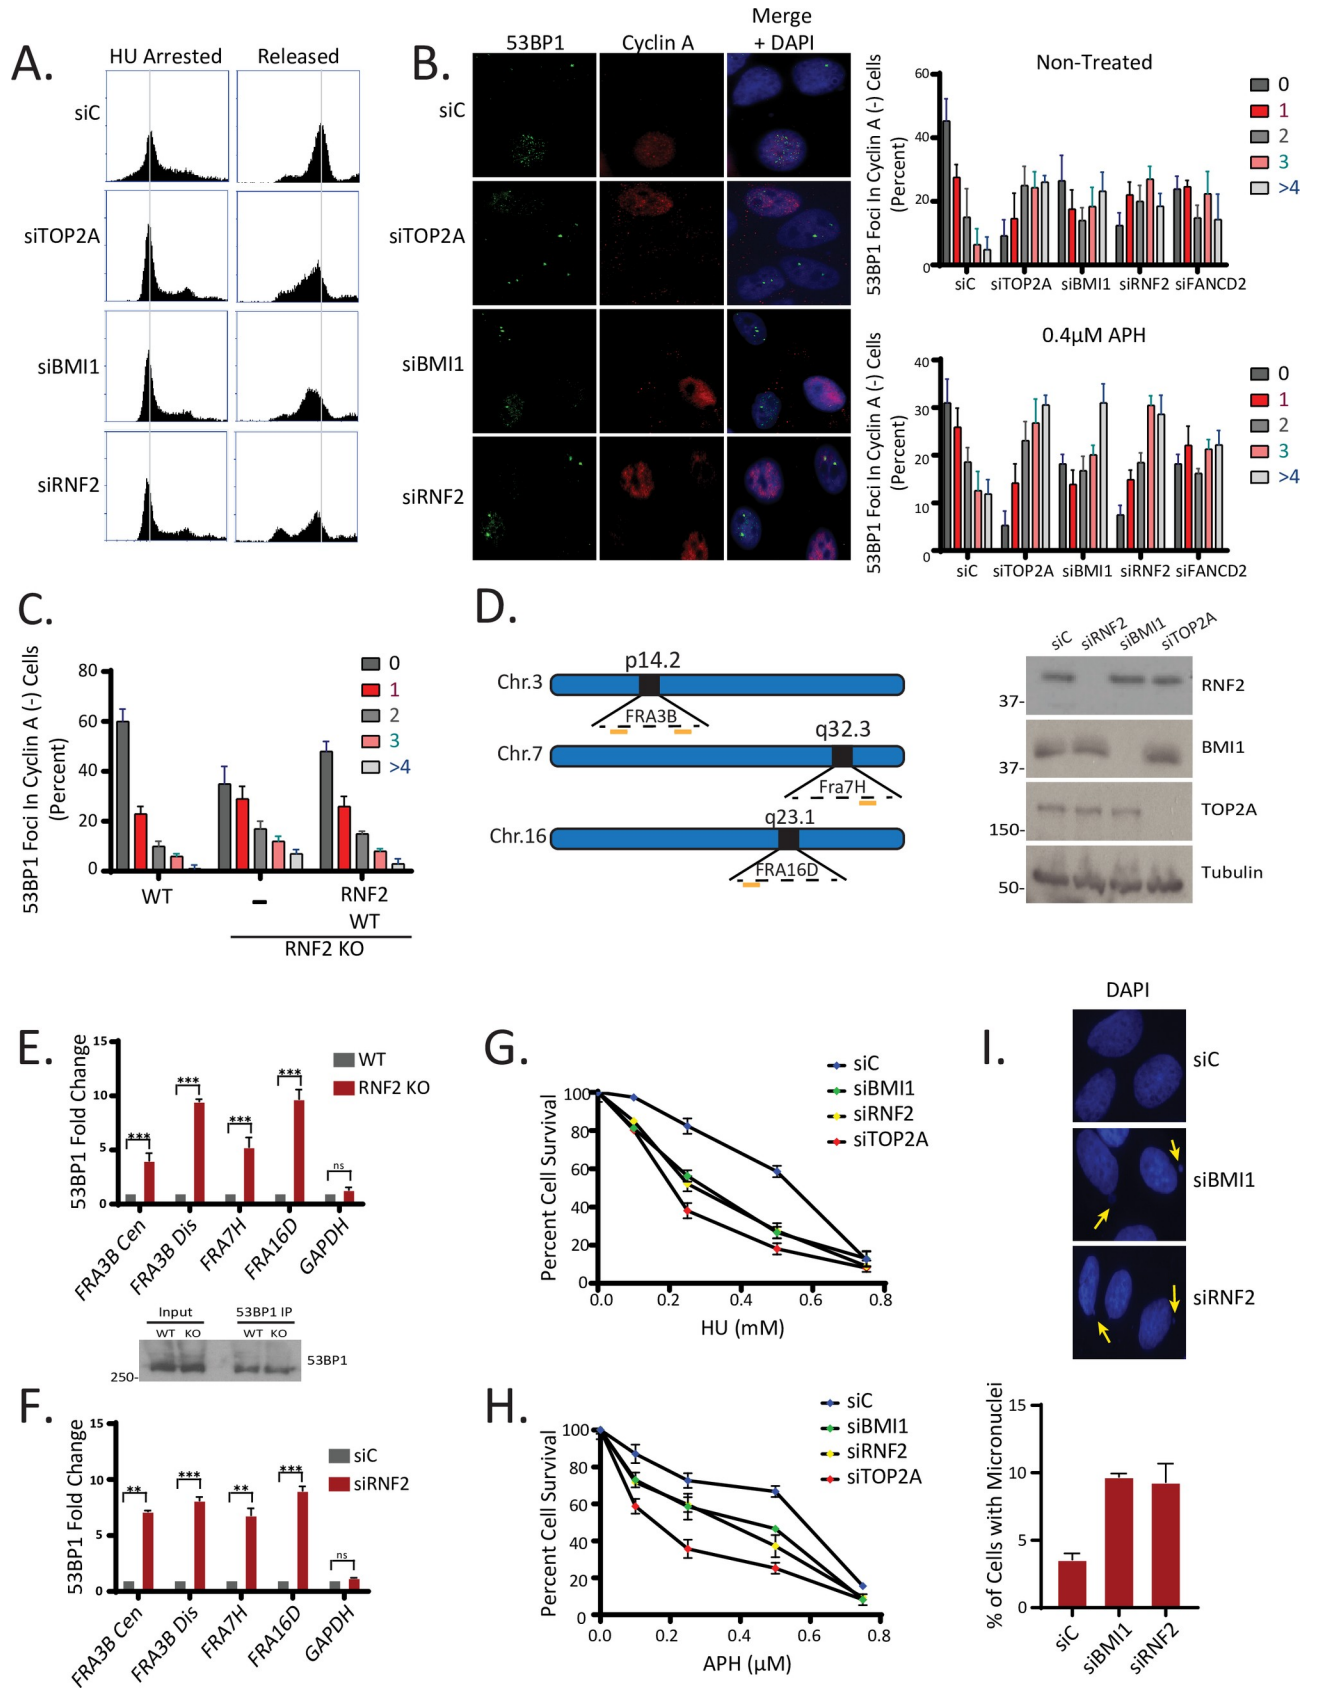 A.
HU Arrested
Released
siC
siTOP2A
siBMI1
siRNF2
B.
53BP1
Cyclin A
Merge
+ DAPI
siC
siTOP2A
siBMI1
siRNF2
Non-Treated
53BP1 Foci In Cyclin A (-) Cells
(Percent)
60
40
20
0
siC siTOP2A siBMI1 siRNF2 siFANCD2
0
1
2
3
>4
0.4µM APH
53BP1 Foci In Cyclin A (-) Cells
(Percent)
40
30
20
10
0
siC siTOP2A siBMI1 siRNF2 siFANCD2
0
1
2
3
>4
C.
53BP1 Foci In Cyclin A (-) Cells
(Percent)
80
60
40
20
0
0
1
2
3
>4
WT
–
RNF2
WT
RNF2 KO
D.
p14.2
Chr.3
FRA3B
q32.3
Chr.7
Fra7H
q23.1
Chr.16
FRA16D
siC siRNF2 siBMI1 siTOP2A
37- RNF2
37- BMI1
150- TOP2A
50- Tubulin
E.
53BP1 Fold Change
15
10
5
0
WT
RNF2 KO
*** *** *** *** ns
FRA3B Cen FRA3B Dis FRA7H FRA16D GAPDH
Input 53BP1 IP
WT KO WT KO
53BP1
250-
F.
53BP1 Fold Change
15
10
5
0
siC
siRNF2
** *** ** *** ns
FRA3B Cen FRA3B Dis FRA7H FRA16D GAPDH
G.
Percent Cell Survival
100
80
60
40
20
0
0.0 0.2 0.4 0.6 0.8
HU (mM)
siC
siBMI1
siRNF2
siTOP2A
H.
Percent Cell Survival
100
80
60
40
20
0
0.0 0.2 0.4 0.6 0.8
APH (µM)
siC
siBMI1
siRNF2
siTOP2A
I.
DAPI
siC
siBMI1
siRNF2
% of Cells with Micronuclei
15
10
5
0
siC siBMI1 siRNF2